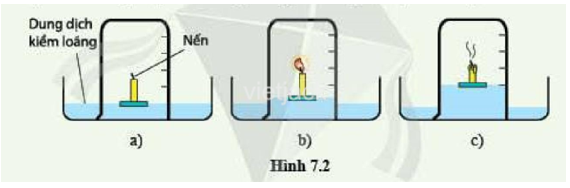 Dung dịch
kiềm loãng
Nến
a)
b)
c)
Hình 7.2